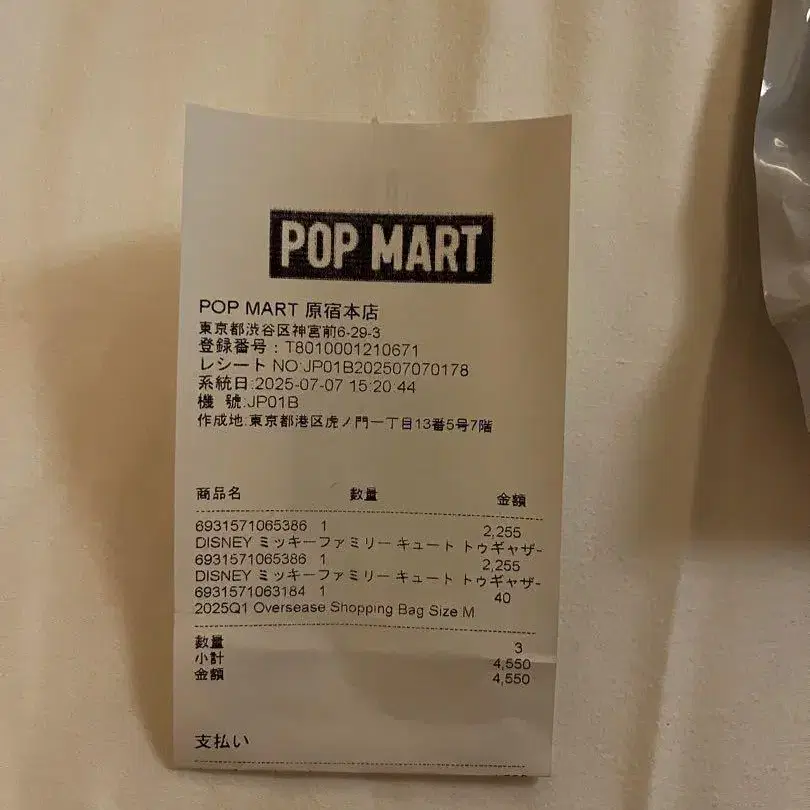 POP MART
POP MART 原宿本店
東京都渋谷区神宮前6-29-3
登録番号：T8010001210671
レシート NO:JP01B202507070178
系統日:2025-07-07 15:20:44
機 號:JP01B
作成地:東京都港区虎ノ門一丁目13番5号7階
商品名 数量 金額
6931571065386 1 2,255
DISNEY ミッキーファミリー キュート トゥギャザー
6931571065386 1 2,255
DISNEY ミッキーファミリー キュート トゥギャザー
6931571063184 1 40
2025Q1 Oversease Shopping Bag Size M
数量 3
小計 4,550
金額 4,550
支払い